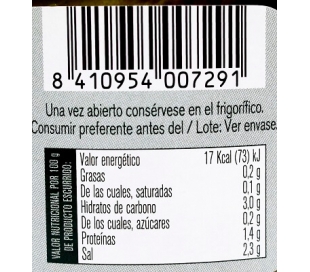 8 410954 007291
Una vez abierto consérvese en el frigorífico.
Consumir preferente antes del / Lote: Ver envase.
VALOR NUTRICIONAL POR 100 g
DE PRODUCTO ESCURRIDO:
Valor energético 17 Kcal (73) kJ
Grasas 0,2 g
De las cuales, saturadas 0,1 g
Hidratos de carbono 3,0 g
De los cuales, azúcares 0,2 g
Proteínas 1,4 g
Sal 2,3 g